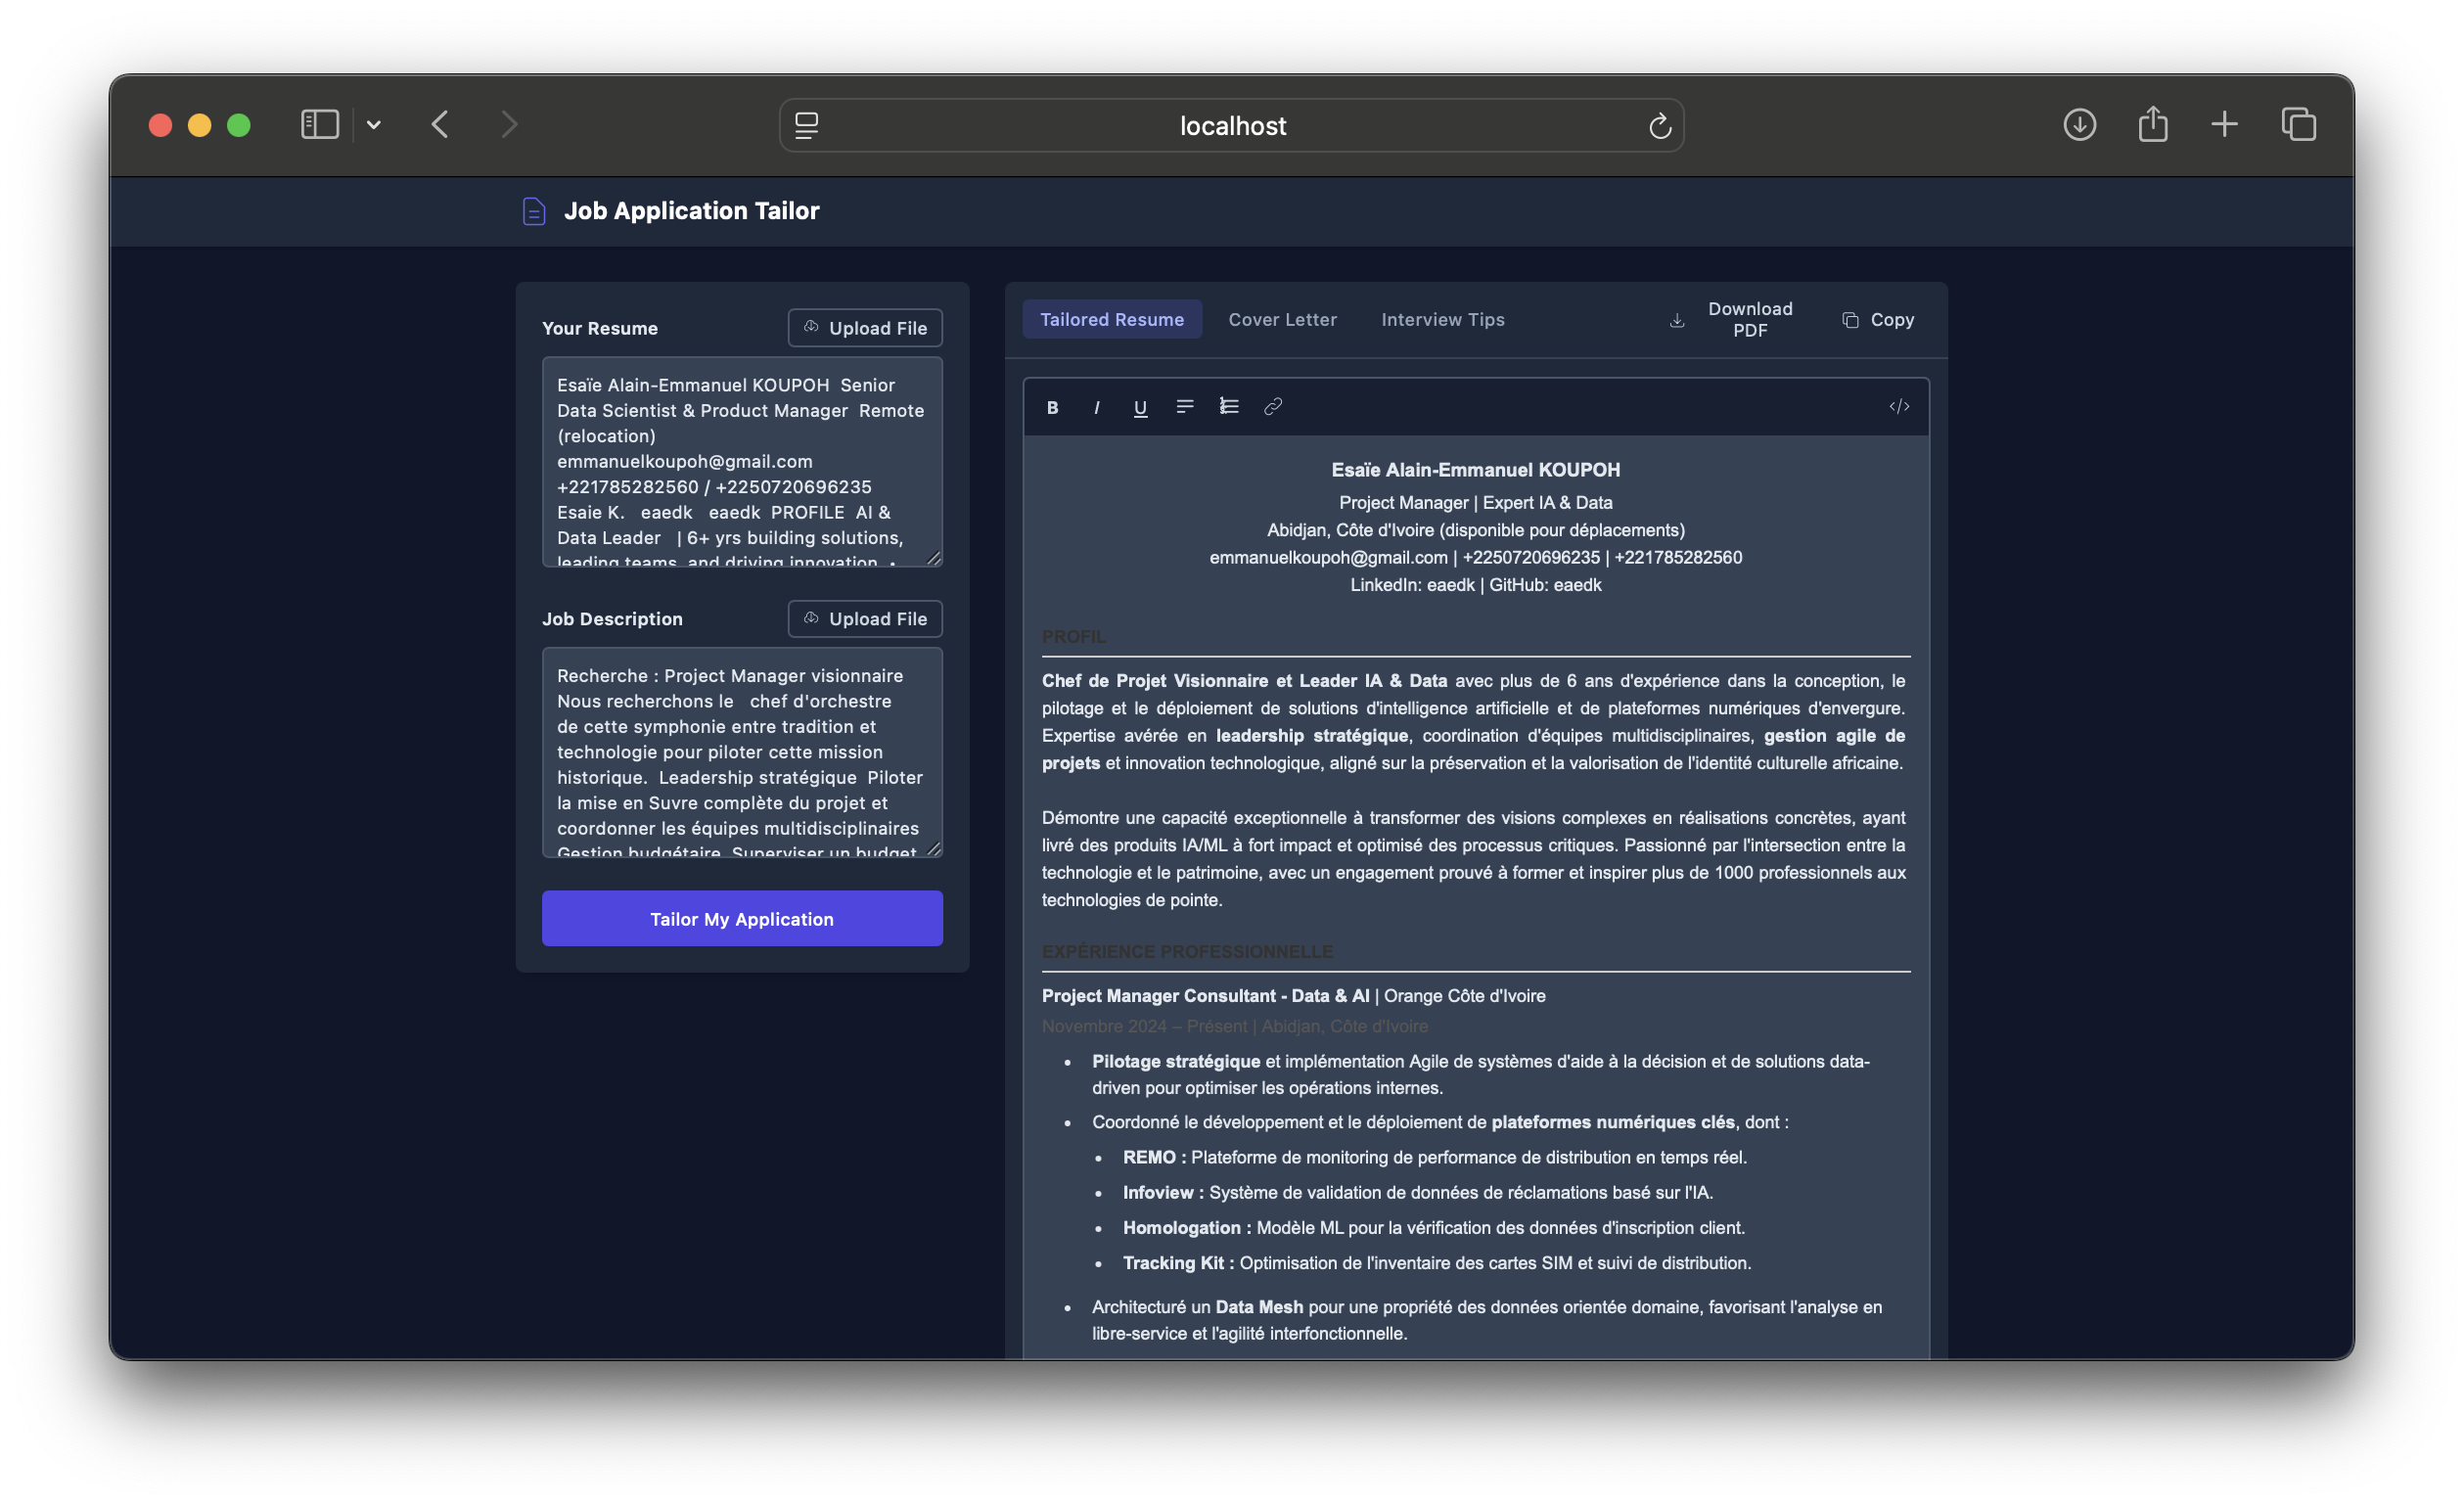 localhost
Job Application Tailor
Your Resume
Upload File
Esaïe Alain-Emmanuel KOUPOH  Senior
Data Scientist & Product Manager  Remote
(relocation)
emmanuelkoupoh@gmail.com
+221785282560 / +2250720696235
Esaie K.   eaedk   eaedk  PROFILE  AI &
Data Leader   | 6+ yrs building solutions,
leading teams, and driving innovation. •
Job Description
Upload File
Recherche : Project Manager visionnaire
Nous recherchons le   chef d'orchestre
de cette symphonie entre tradition et
technologie pour piloter cette mission
historique.  Leadership stratégique  Piloter
la mise en Suvre complète du projet et
coordonner les équipes multidisciplinaires
Gestion budgétaire  Superviser un budget
Tailor My Application
Tailored Resume
Cover Letter
Interview Tips
Download
PDF
Copy
B I U
</>
Esaïe Alain-Emmanuel KOUPOH
Project Manager | Expert IA & Data
Abidjan, Côte d'Ivoire (disponible pour déplacements)
emmanuelkoupoh@gmail.com | +2250720696235 | +221785282560
LinkedIn: eaedk | GitHub: eaedk
PROFIL
Chef de Projet Visionnaire et Leader IA & Data avec plus de 6 ans d'expérience dans la conception, le
pilotage et le déploiement de solutions d'intelligence artificielle et de plateformes numériques d'envergure.
Expertise avérée en leadership stratégique, coordination d'équipes multidisciplinaires, gestion agile de
projets et innovation technologique, aligné sur la préservation et la valorisation de l'identité culturelle africaine.
Démontre une capacité exceptionnelle à transformer des visions complexes en réalisations concrètes, ayant
livré des produits IA/ML à fort impact et optimisé des processus critiques. Passionné par l'intersection entre la
technologie et le patrimoine, avec un engagement prouvé à former et inspirer plus de 1000 professionnels aux
technologies de pointe.
EXPÉRIENCE PROFESSIONNELLE
Project Manager Consultant - Data & AI | Orange Côte d'Ivoire
Novembre 2024 – Présent | Abidjan, Côte d'Ivoire
• Pilotage stratégique et implémentation Agile de systèmes d'aide à la décision et de solutions data-
driven pour optimiser les opérations internes.
• Coordonné le développement et le déploiement de plateformes numériques clés, dont :
• REMO : Plateforme de monitoring de performance de distribution en temps réel.
• Infoview : Système de validation de données de réclamations basé sur l'IA.
• Homologation : Modèle ML pour la vérification des données d'inscription client.
• Tracking Kit : Optimisation de l'inventaire des cartes SIM et suivi de distribution.
• Architecturé un Data Mesh pour une propriété des données orientée domaine, favorisant l'analyse en
libre-service et l'agilité interfonctionnelle.